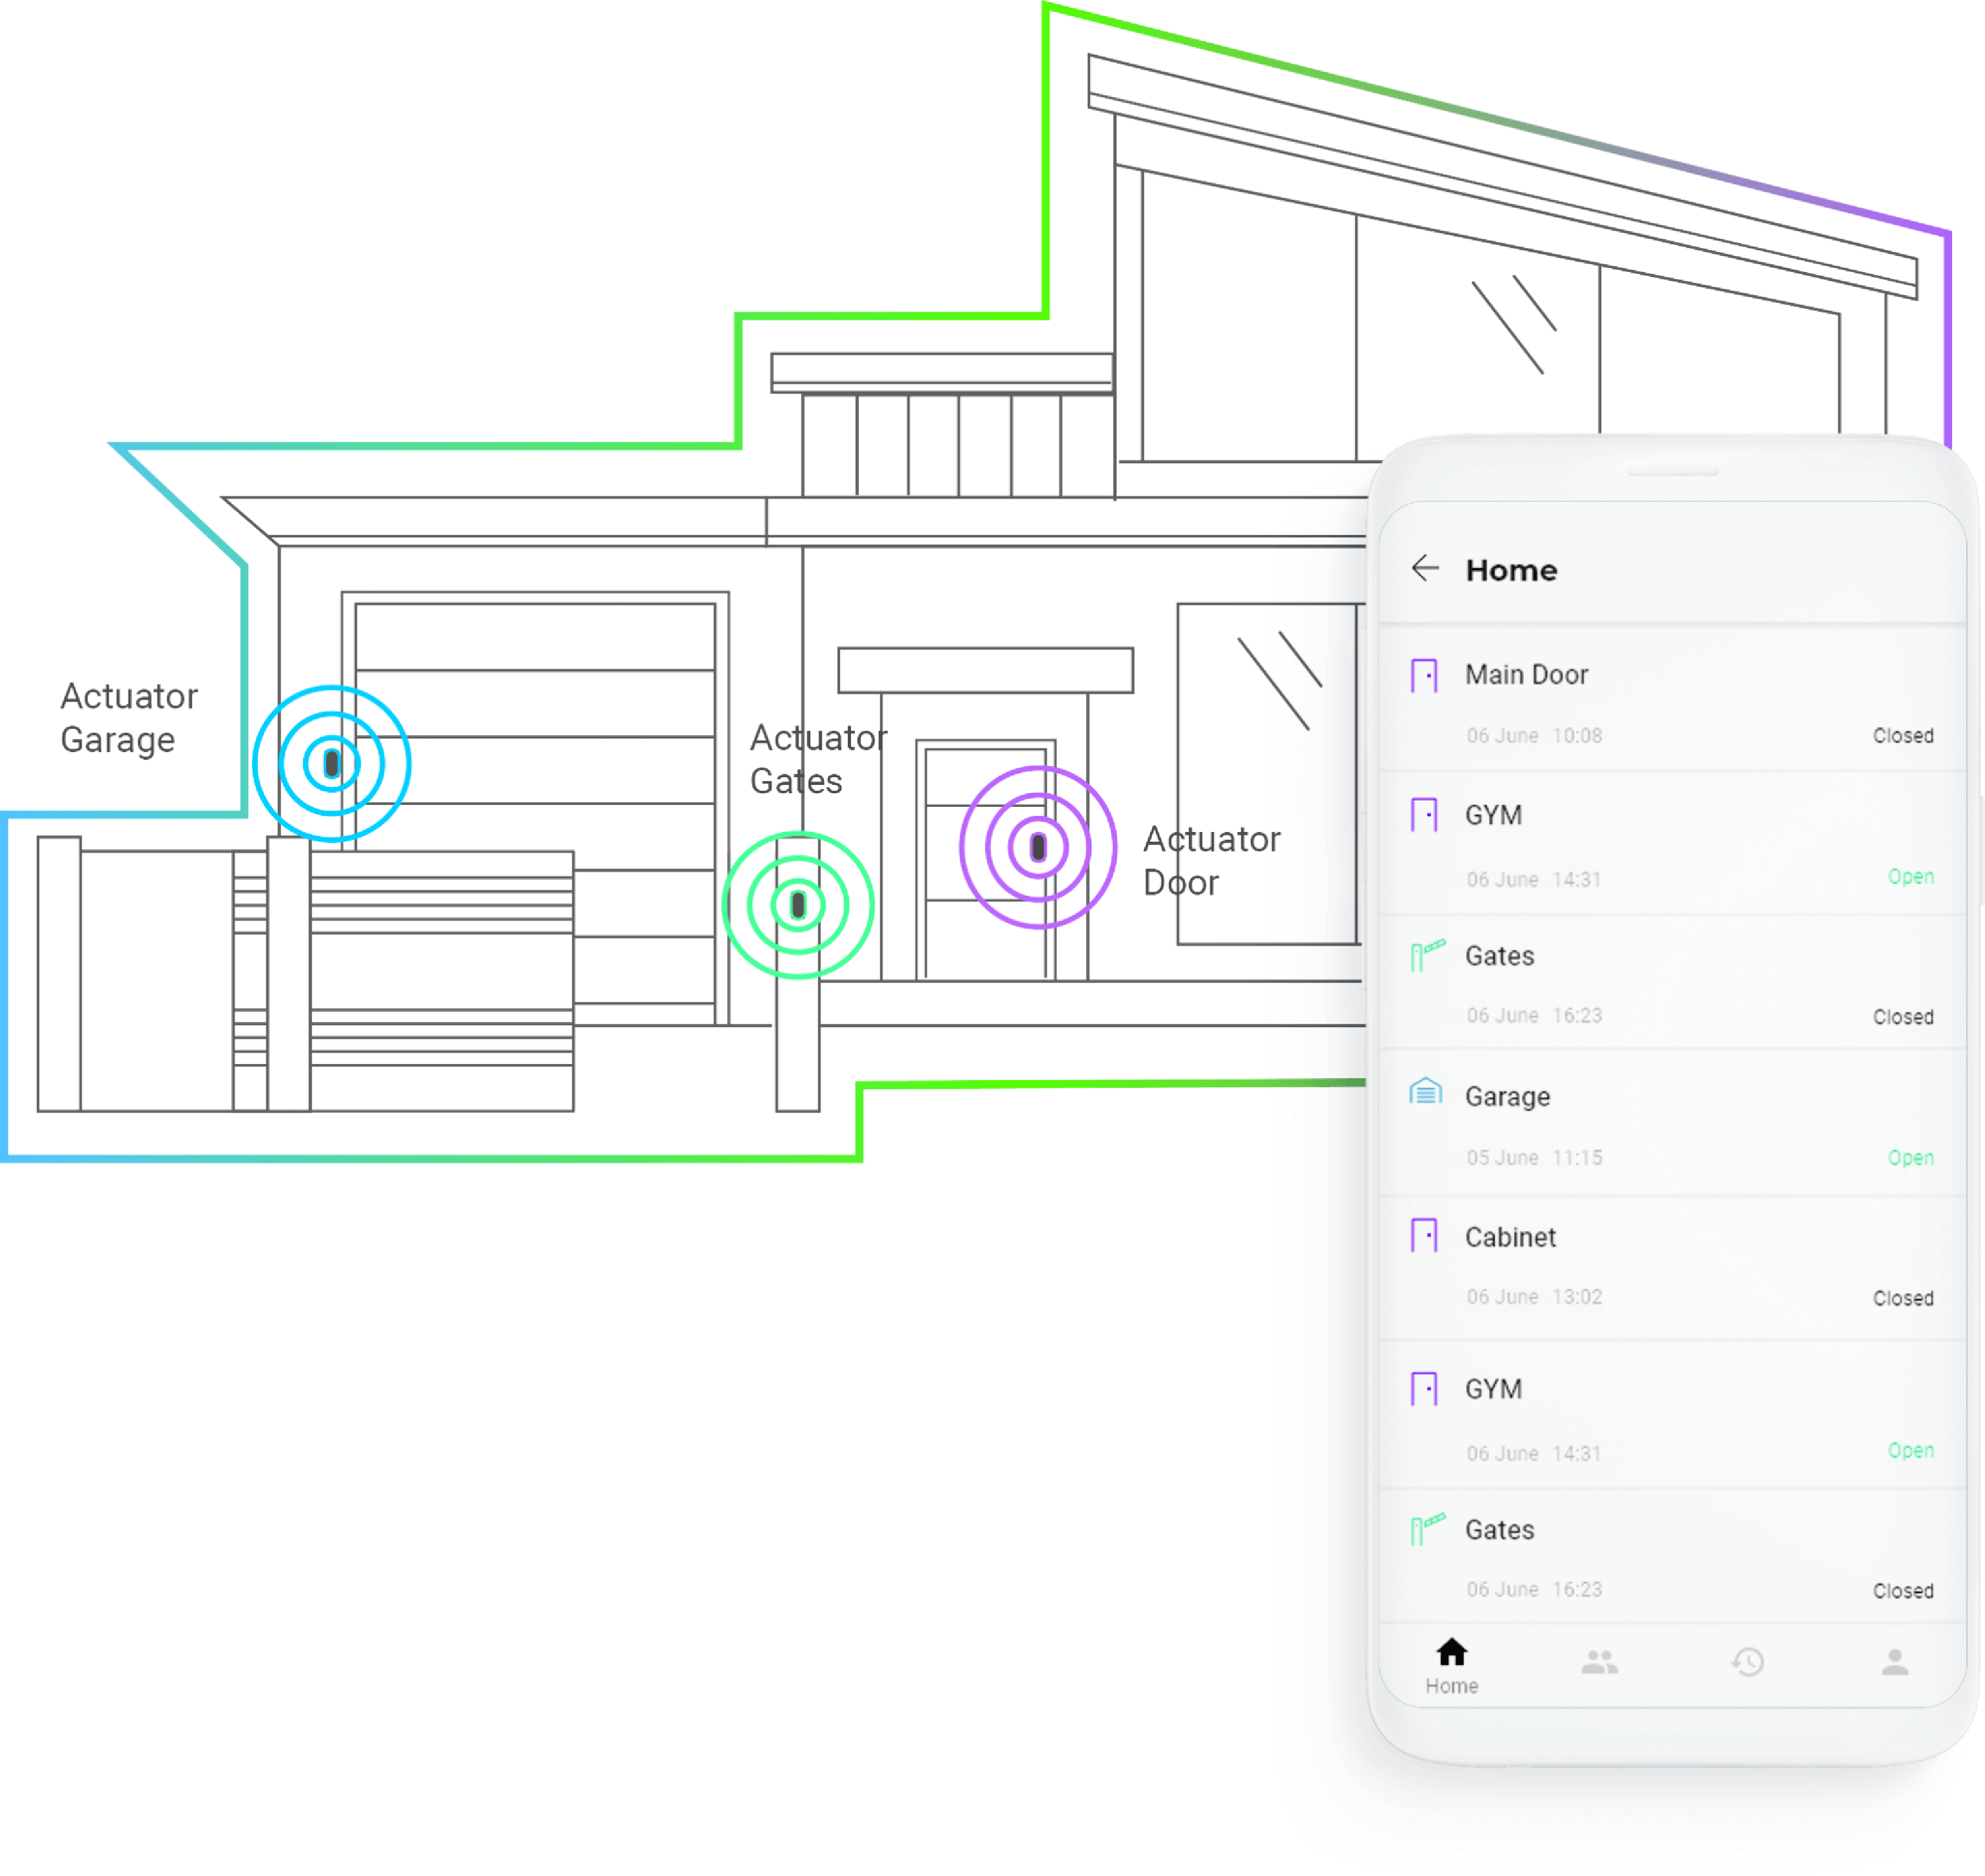 Actuator
Garage
Actuator
Gates
Actuator
Door
Home
Main Door
06 June 10:08
Closed
GYM
06 June 14:31
Open
Gates
06 June 16:23
Closed
Garage
05 June 11:15
Open
Cabinet
06 June 13:02
Closed
GYM
06 June 14:31
Open
Gates
06 June 16:23
Closed
Home